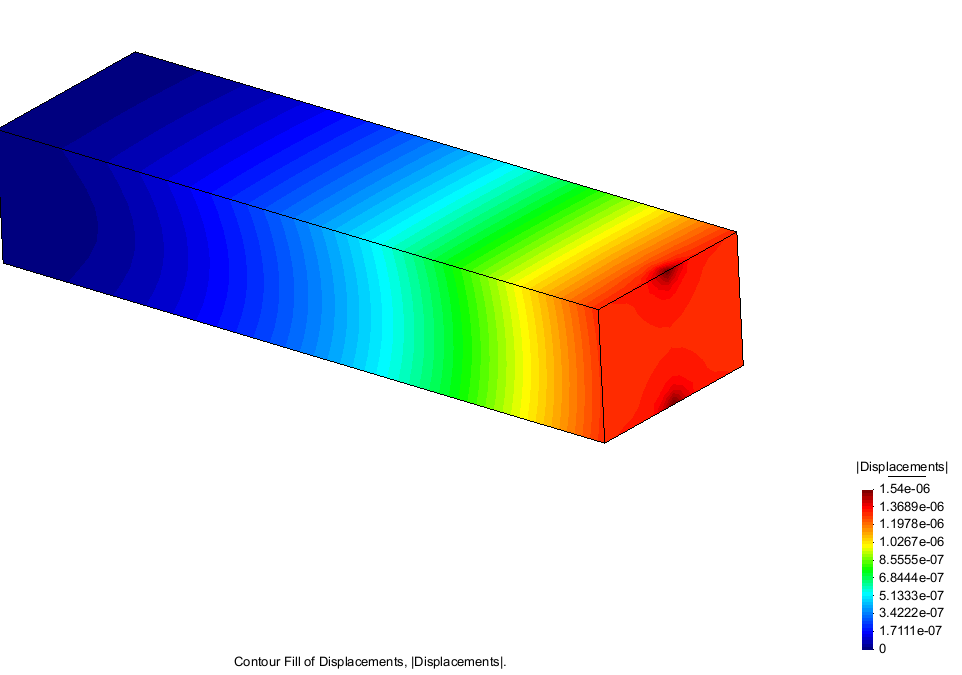 |Displacements|
1.54e-06
1.3689e-06
1.1978e-06
1.0267e-06
8.5555e-07
6.8444e-07
5.1333e-07
3.4222e-07
1.7111e-07
0
Contour Fill of Displacements, |Displacements|.